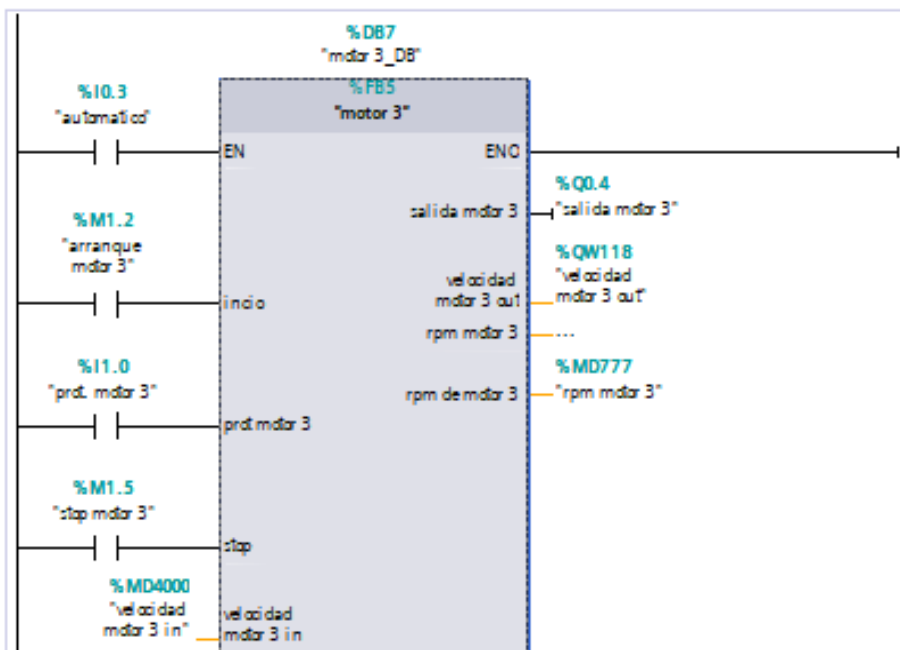 %DB7
"motor 3_DB"
%FB5
"motor 3"
%I0.3
"automatico"
EN
ENO
%Q0.4
salida motor 3
"salida motor 3"
%M1.2
"arranque
motor 3"
incio
velocidad
motor 3 out
%QW118
"velocidad
motor 3 out"
rpm motor 3
...
%I1.0
"prot. motor 3"
prot motor 3
rpm de motor 3
%MD777
"rpm motor 3"
%M1.5
"stop motor 3"
stop
%MD4000
"velocidad
motor 3 in"
velocidad
motor 3 in